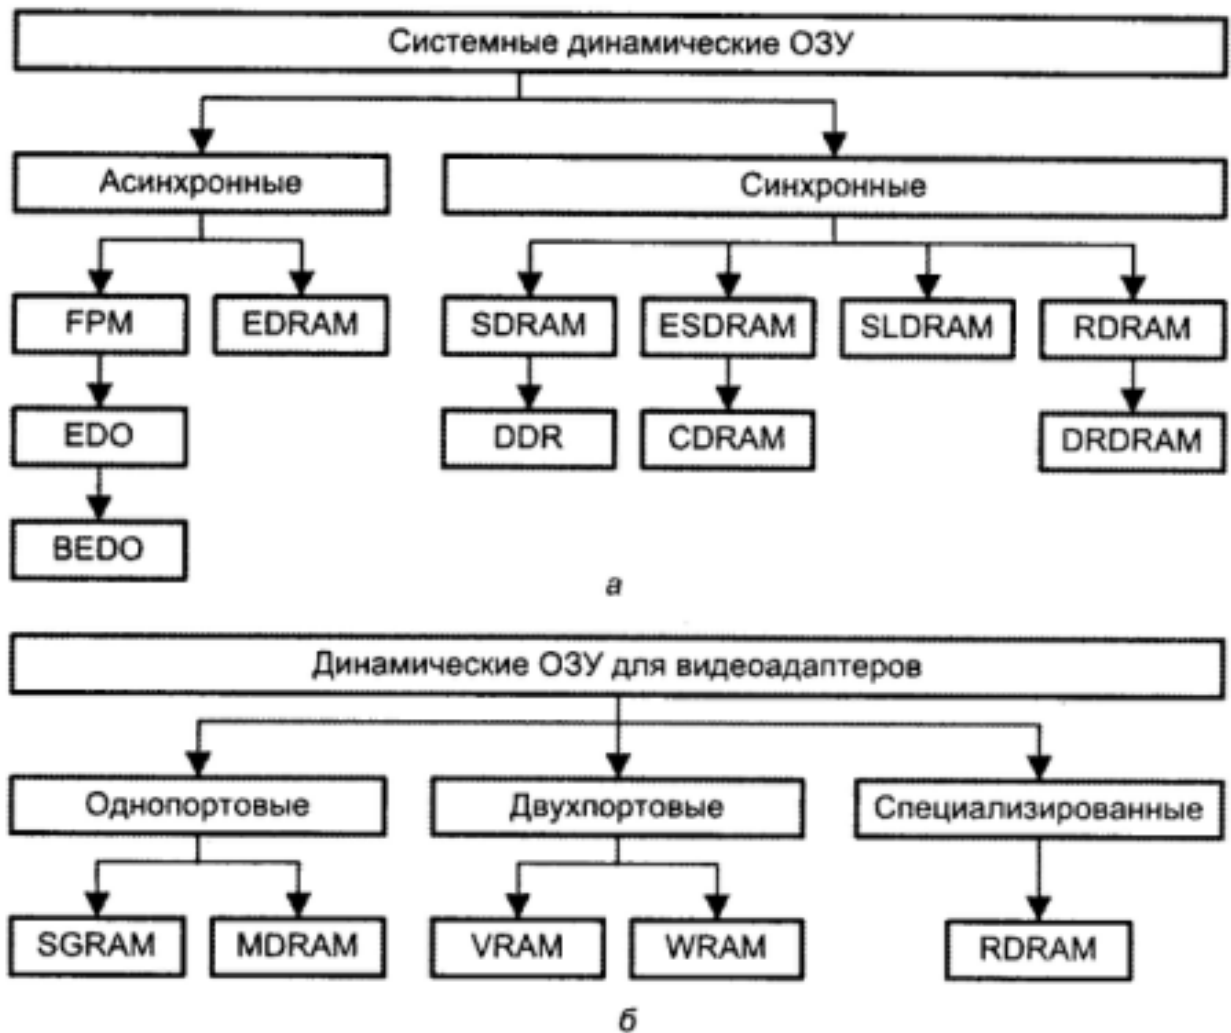 Системные динамические ОЗУ
Асинхронные
Синхронные
FPM
EDRAM
SDRAM
ESDRAM
SLDRAM
RDRAM
EDO
DDR
CDRAM
DRDRAM
BEDO
а
Динамические ОЗУ для видеоадаптеров
Однопортовые
Двухпортовые
Специализированные
SGRAM
MDRAM
VRAM
WRAM
RDRAM
б